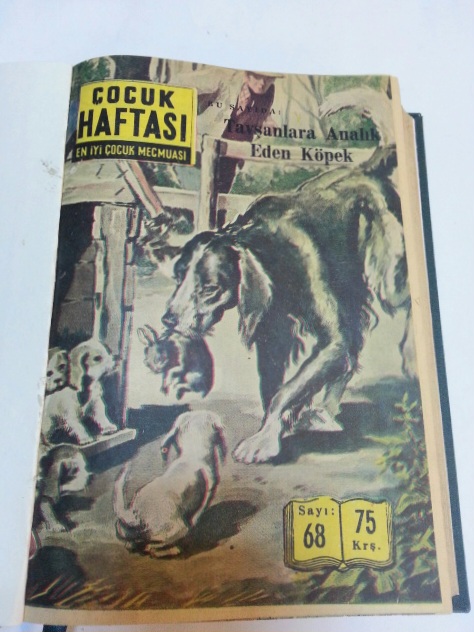 ÇOCUK
HAFTASI
EN İYİ ÇOCUK MECMUASI
BU SAYIDA:
Tavşanlara Analık
Eden Köpek
Sayı:
68
75
Krş.